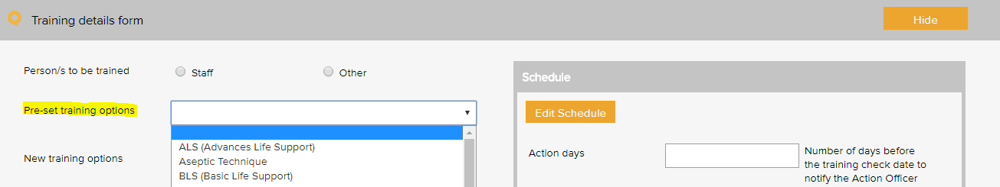 Training details form
Hide
Person/s to be trained
Staff
Other
Pre-set training options
ALS (Advances Life Support)
Aseptic Technique
BLS (Basic Life Support)
New training options
Schedule
Edit Schedule
Action days
Number of days before
the training check date to
notify the Action Officer